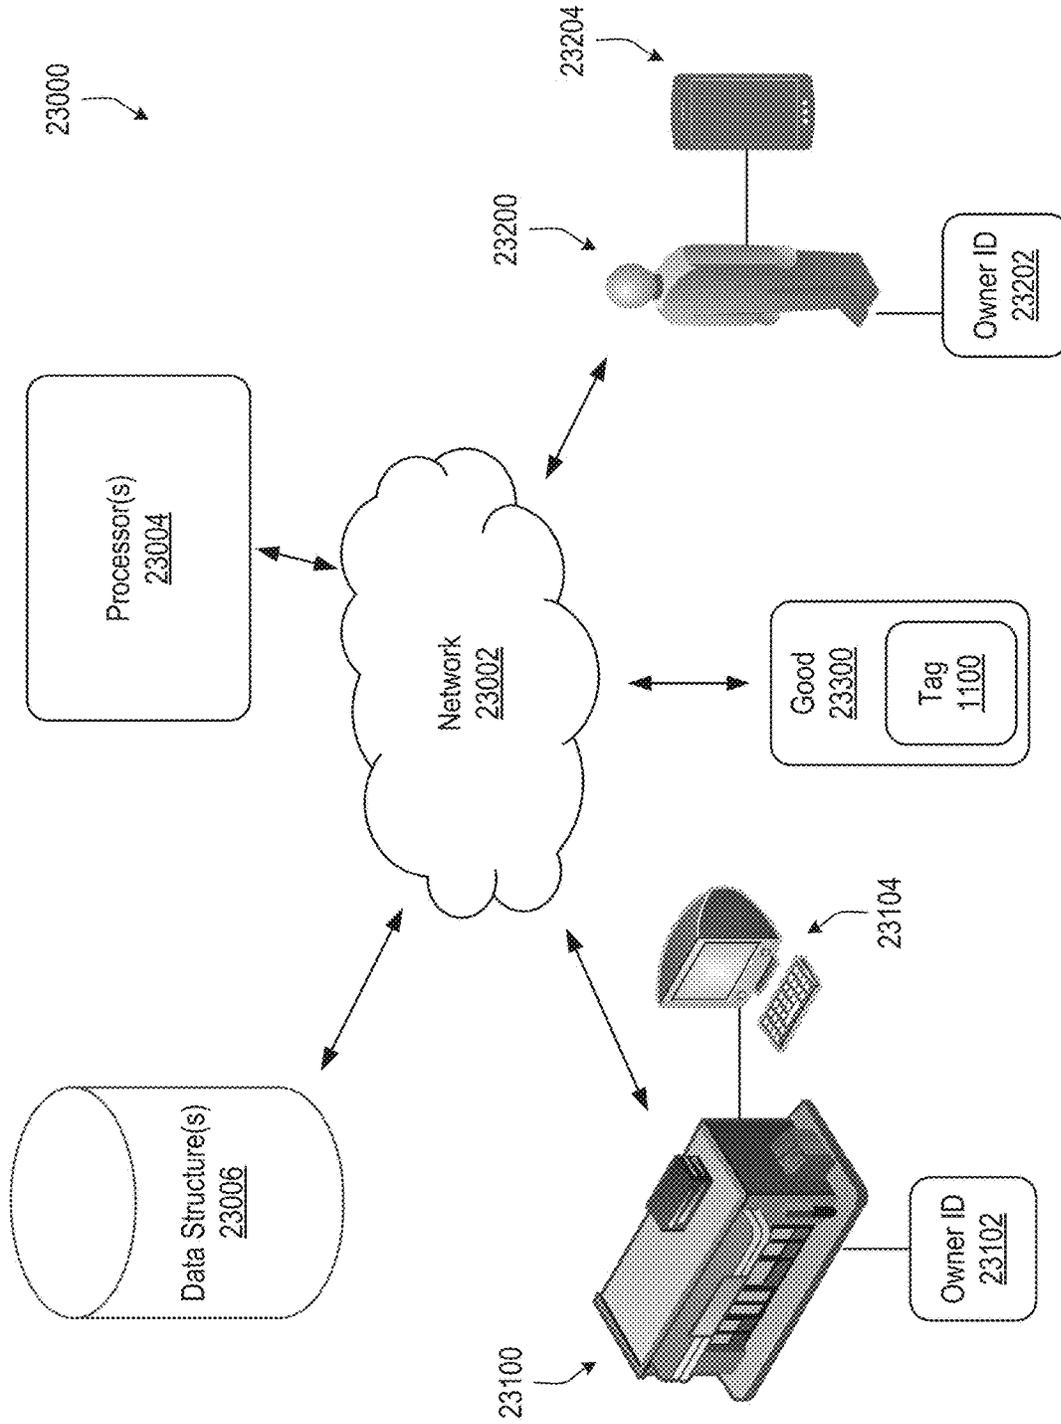 23000
Data Structure(s)
23006
Processor(s)
23004
Network
23002
23100
23104
Owner ID
23102
Good
23300
Tag
1100
23200
23204
Owner ID
23202